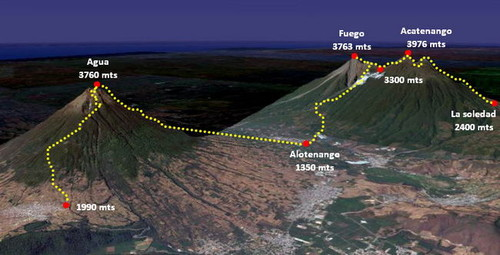 Agua
3760 mts
Fuego
3763 mts
Acatenango
3976 mts
3300 mts
La soledad
2400 mts
Alotenango
1350 mts
1990 mts